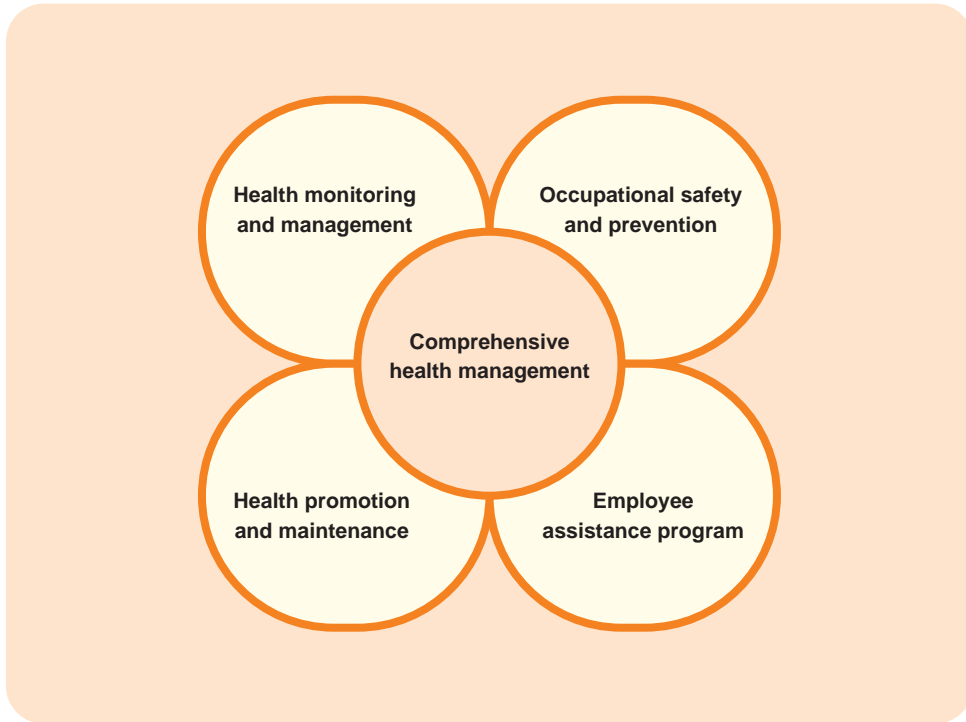 Health monitoring
and management
Occupational safety
and prevention
Comprehensive
health management
Health promotion
and maintenance
Employee
assistance program